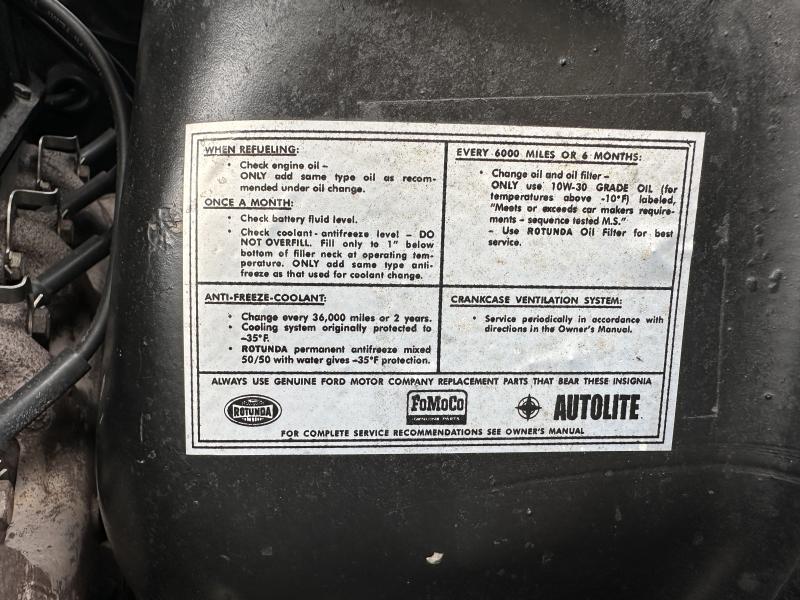 WHEN REFUELING:
• Check engine oil –
ONLY add same type oil as recom-
mended under oil change.
ONCE A MONTH:
• Check battery fluid level.
• Check coolant - antifreeze level – DO
NOT OVERFILL. Fill only to 1" below
bottom of filler neck at operating tem-
perature. ONLY add same type anti-
freeze as that used for coolant change.
EVERY 6000 MILES OR 6 MONTHS:
• Change oil and oil filter –
ONLY use 10W-30 GRADE OIL (for
temperatures above -10°F) labeled,
"Meets or exceeds car makers require-
ments – sequence tested M.S."
– Use ROTUNDA Oil Filter for best
service.
ANTI-FREEZE-COOLANT:
• Change every 36,000 miles or 2 years.
• Cooling system originally protected to
–35°F.
• ROTUNDA permanent antifreeze mixed
50/50 with water gives –35°F protection.
CRANKCASE VENTILATION SYSTEM:
• Service periodically in accordance with
directions in the Owner's Manual.
ALWAYS USE GENUINE FORD MOTOR COMPANY REPLACEMENT PARTS THAT BEAR THESE INSIGNIA
ROTUNDA
FoMoCo
GENUINE PARTS
AUTOLITE
FOR COMPLETE SERVICE RECOMMENDATIONS SEE OWNER'S MANUAL